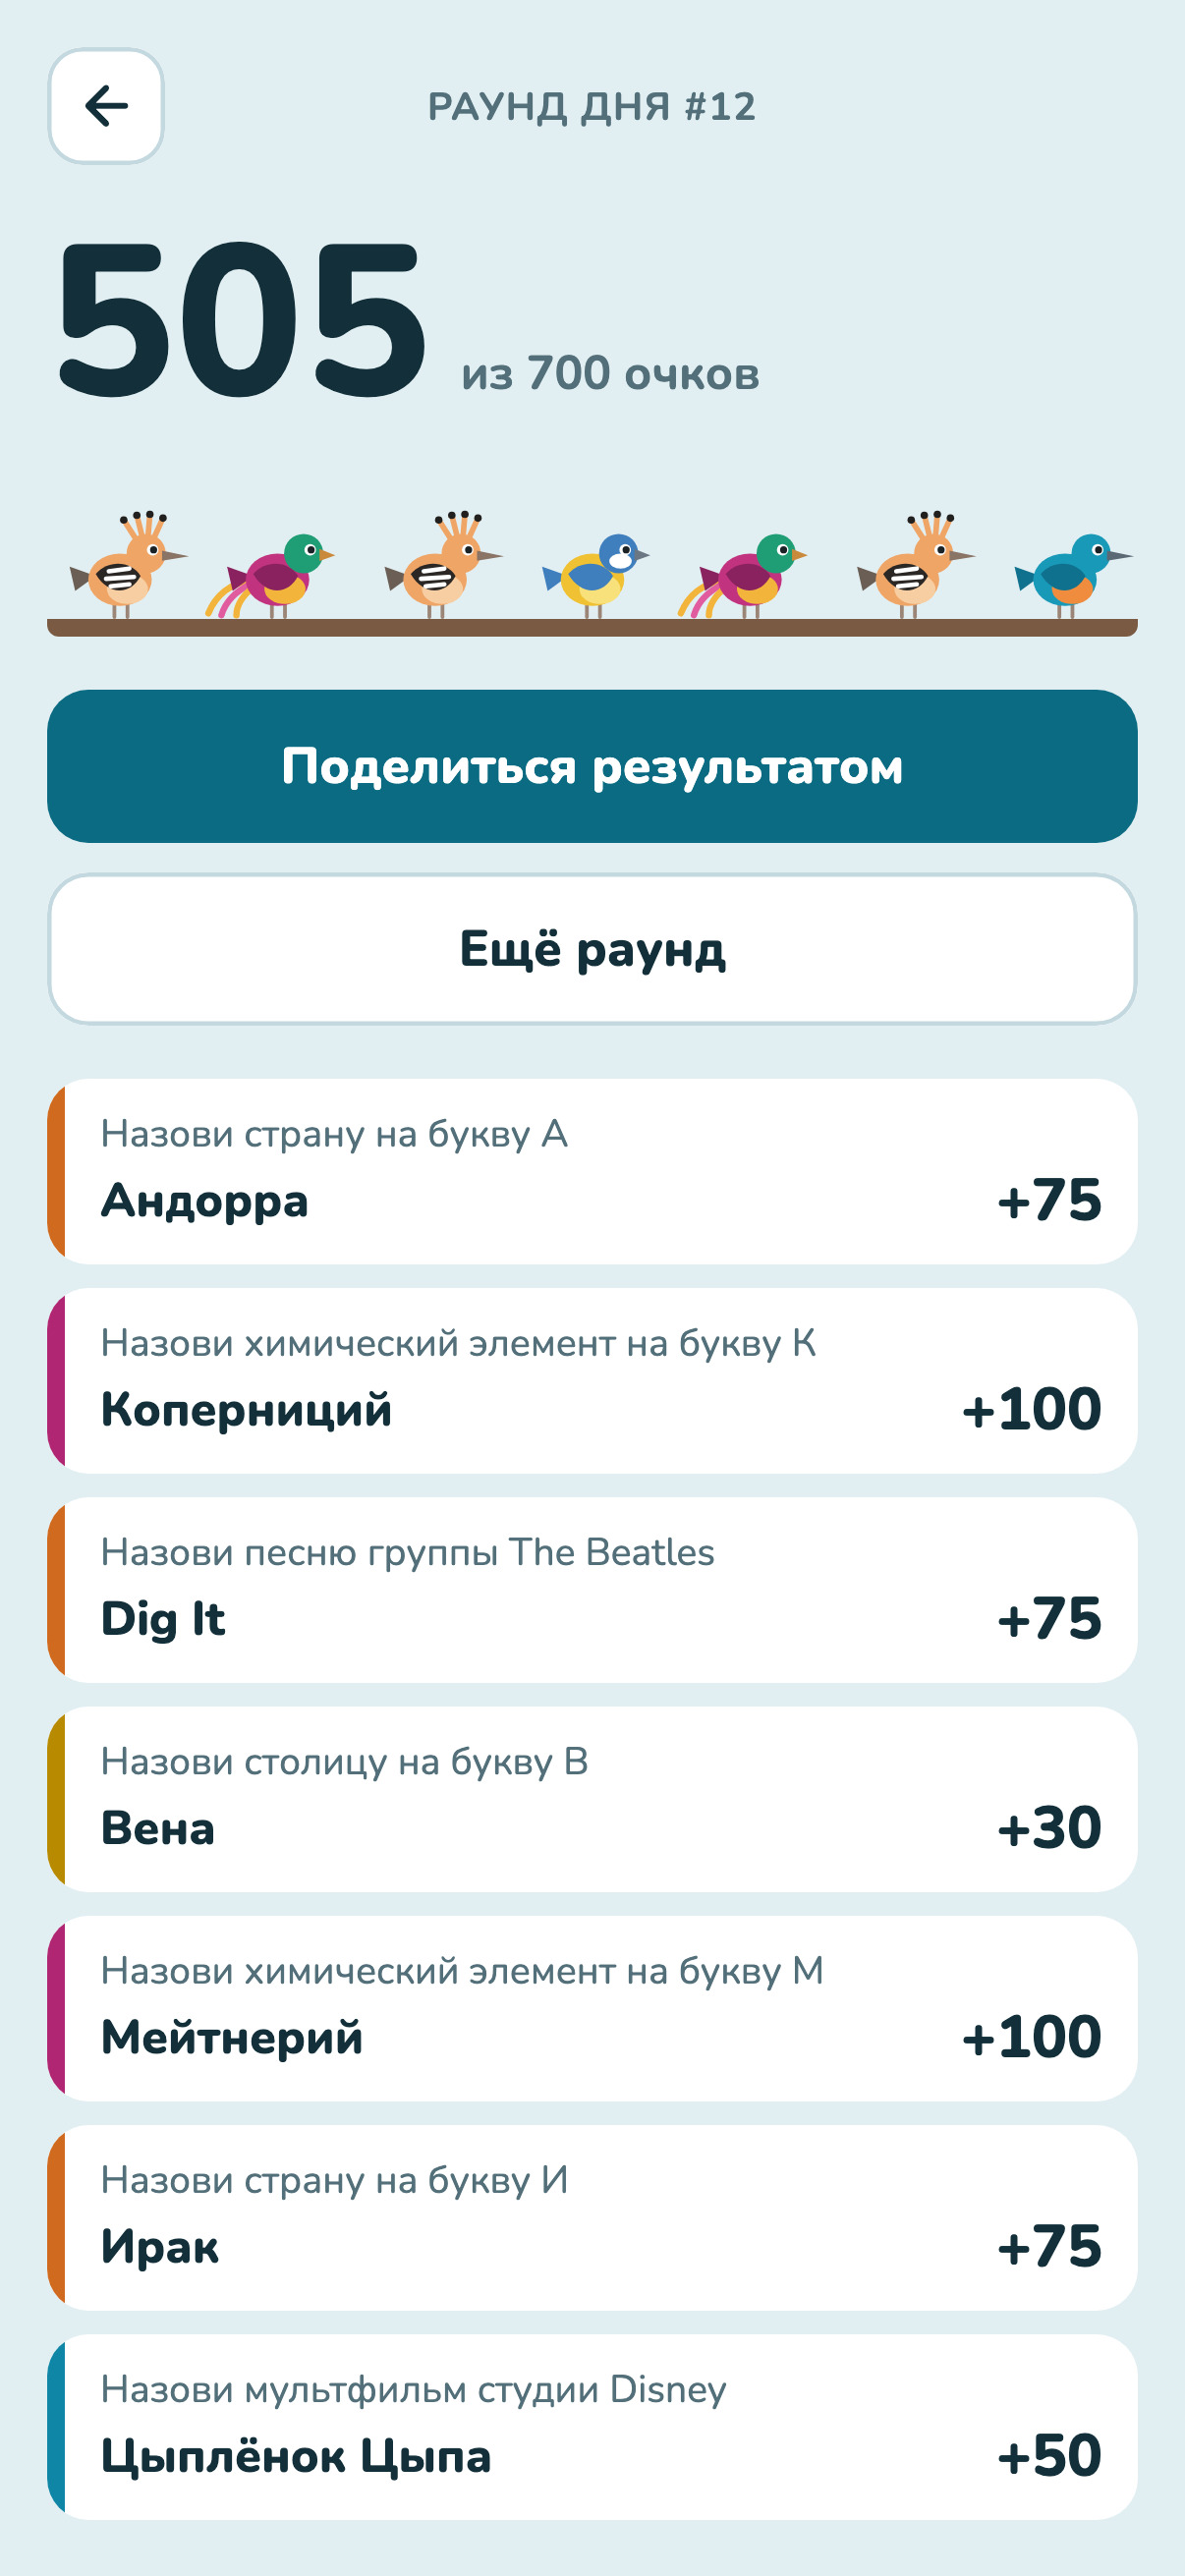 РАУНД ДНЯ #12
505 из 700 очков
Поделиться результатом
Ещё раунд
Назови страну на букву А
Андорра +75
Назови химический элемент на букву К
Коперниций +100
Назови песню группы The Beatles
Dig It +75
Назови столицу на букву В
Вена +30
Назови химический элемент на букву М
Мейтнерий +100
Назови страну на букву И
Ирак +75
Назови мультфильм студии Disney
Цыплёнок Цыпа +50